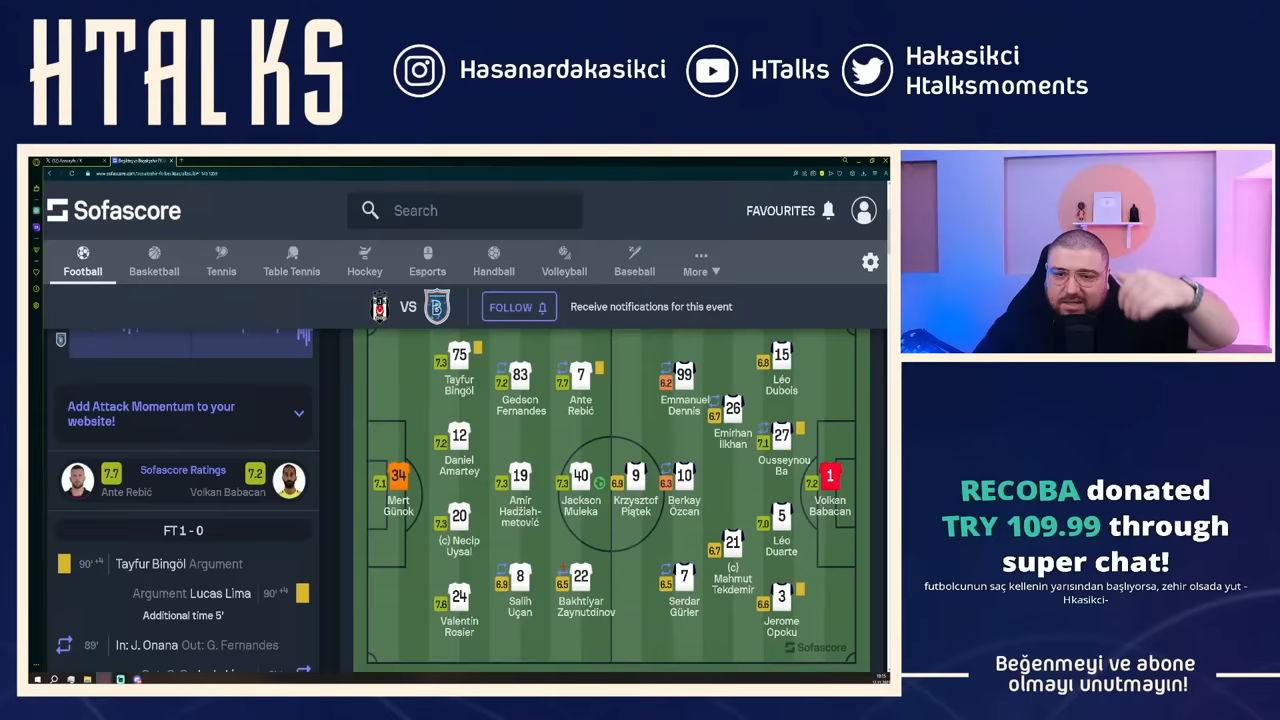 HTALKS
Hasanardakasikci
HTalks
Hakasikci
Htalksmoments
Sofascore
Search
FAVOURITES
Football
Basketball
Tennis
Table Tennis
Hockey
Esports
Handball
Volleyball
Baseball
More
VS
FOLLOW
Receive notifications for this event
Add Attack Momentum to your
website!
7.7
Sofascore Ratings
7.2
Ante Rebić
Volkan Babacan
FT 1 - 0
90' +4 Tayfur Bingöl Argument
Argument Lucas Lima 90' +4
Additional time 5'
89' In: J. Onana Out: G. Fernandes
34
7.1
Mert
Günok
75
7.3
Tayfur
Bingöl
12
7.2
Daniel
Amartey
20
7.3
(c) Necip
Uysal
24
7.6
Valentin
Rosier
83
7.2
Gedson
Fernandes
19
7.3
Amir
Hadžiah-
metović
8
6.9
Salih
Uçan
7
7.7
Ante
Rebić
40
7.3
Jackson
Muleka
22
6.5
Bakhtiyar
Zaynutdinov
9
6.9
Krzysztof
Piątek
99
6.2
Emmanuel
Dennis
10
6.3
Berkay
Özcan
7
6.5
Serdar
Gürler
26
6.7
Emirhan
İlkhan
21
6.7
(c)
Mahmut
Tekdemir
15
6.8
Léo
Dubois
27
7.1
Ousseynou
Ba
5
7.0
Léo
Duarte
3
6.6
Jerome
Opoku
1
7.2
Volkan
Babacan
Sofascore
RECOBA donated
TRY 109.99 through
super chat!
futbolcunun saç kellenin yarısından başlıyorsa, zehir olsada yut -
Hkasikci-
Beğenmeyi ve abone
olmayı unutmayın!